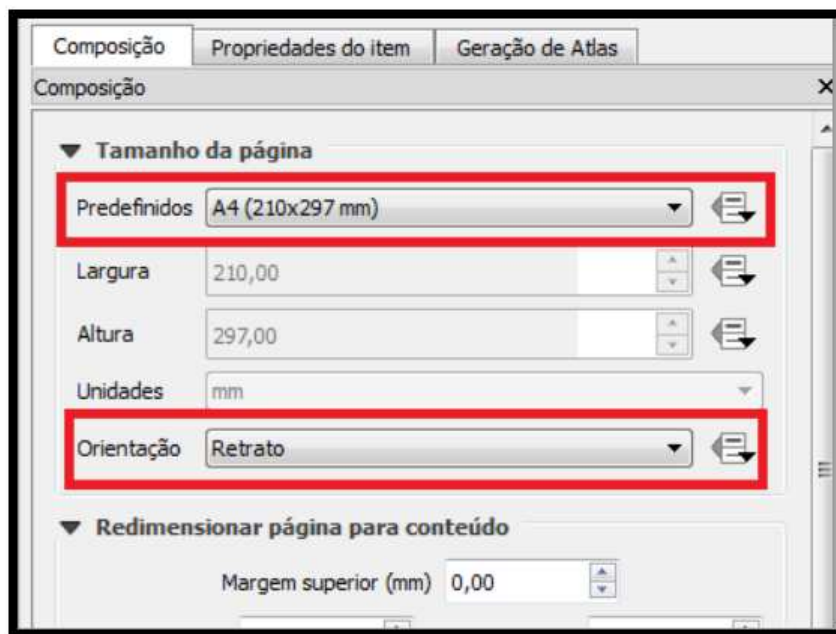 Composição Propriedades do item Geração de Atlas
Composição
Tamanho da página
Predefinidos A4 (210x297 mm)
Largura 210,00
Altura 297,00
Unidades mm
Orientação Retrato
Redimensionar página para conteúdo
Margem superior (mm) 0,00